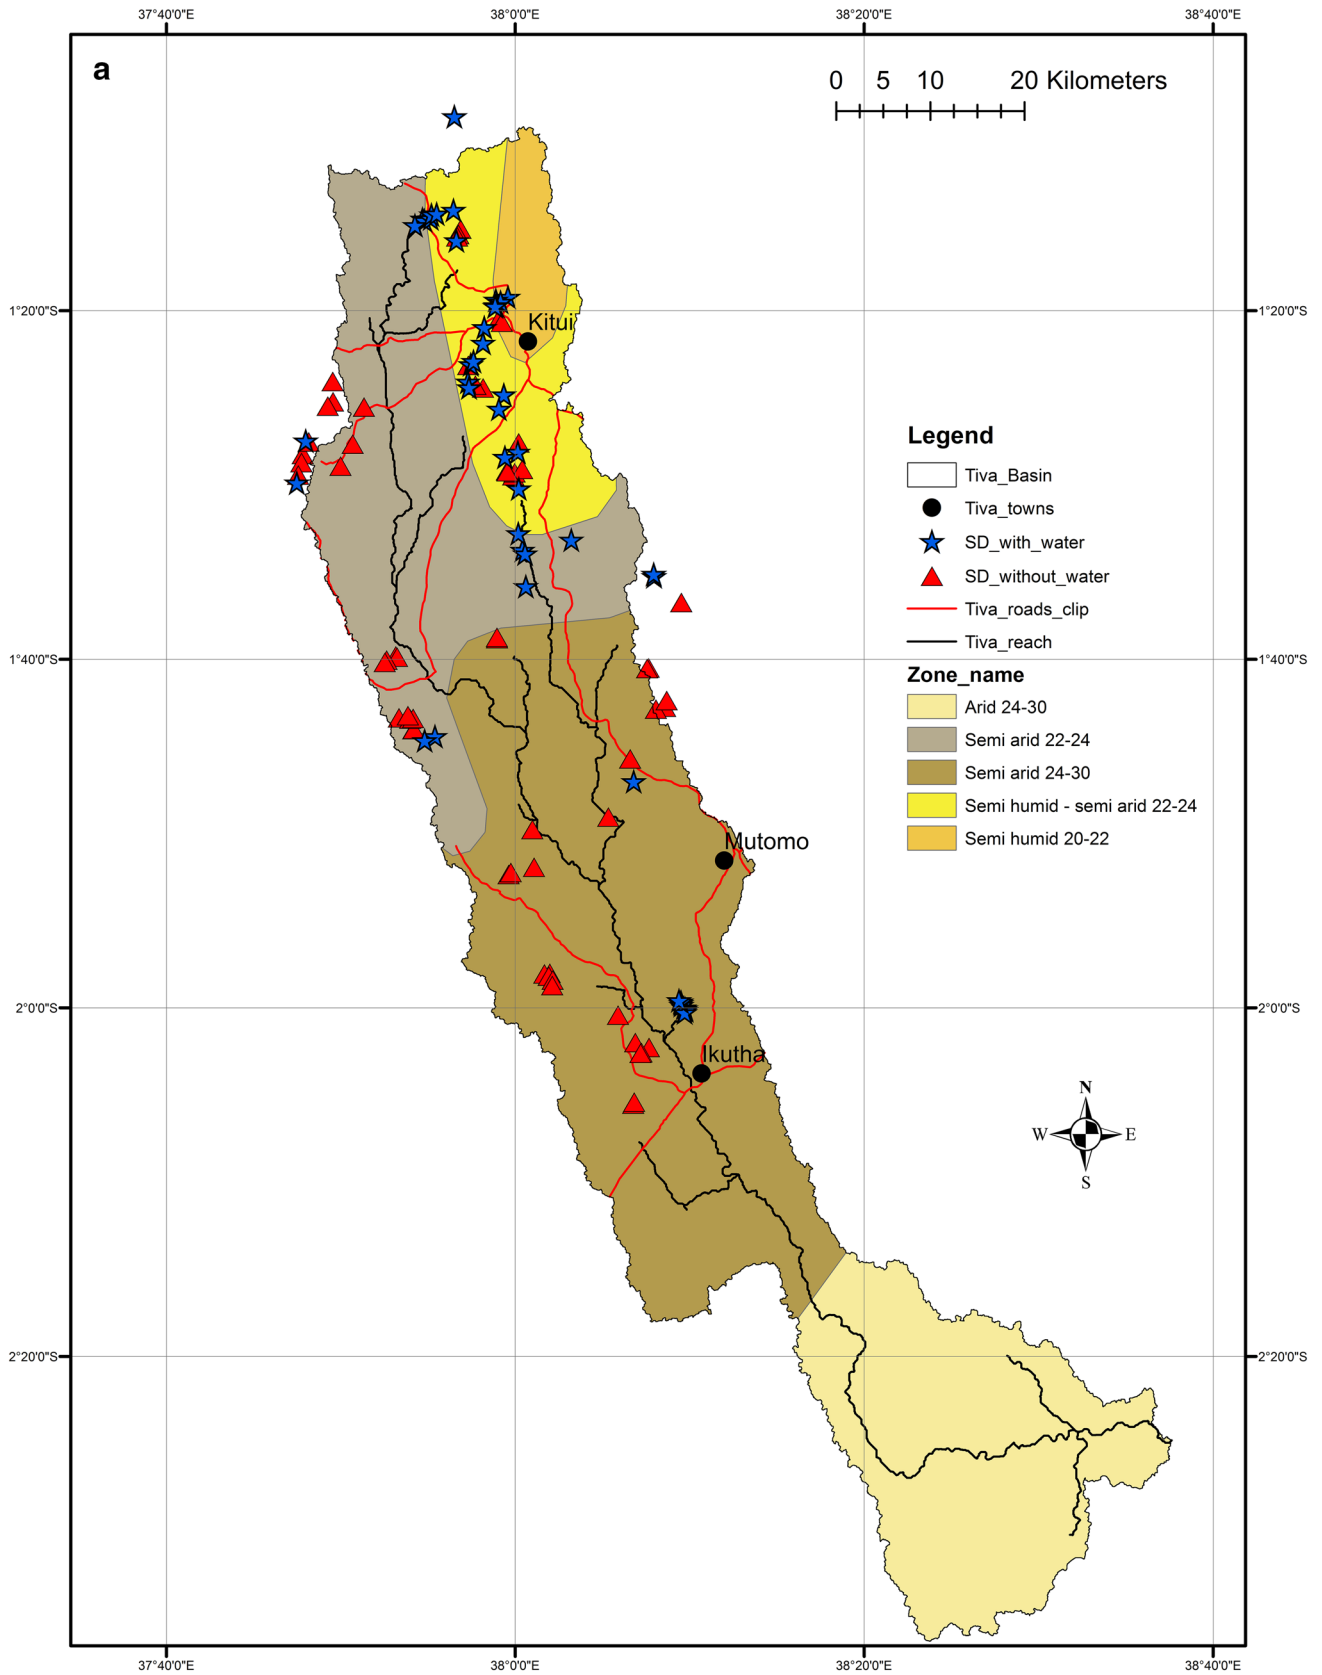 37°40'0"E 38°0'0"E 38°20'0"E 38°40'0"E
a
0 5 10 20 Kilometers
1°20'0"S 1°20'0"S
Kitui
Legend
Tiva_Basin
Tiva_towns
SD_with_water
SD_without_water
Tiva_roads_clip
Tiva_reach
1°40'0"S 1°40'0"S
Zone_name
Arid 24-30
Semi arid 22-24
Semi arid 24-30
Semi humid - semi arid 22-24
Semi humid 20-22
Mutomo
2°0'0"S 2°0'0"S
Ikutha
N
W E
S
2°20'0"S 2°20'0"S
37°40'0"E 38°0'0"E 38°20'0"E 38°40'0"E